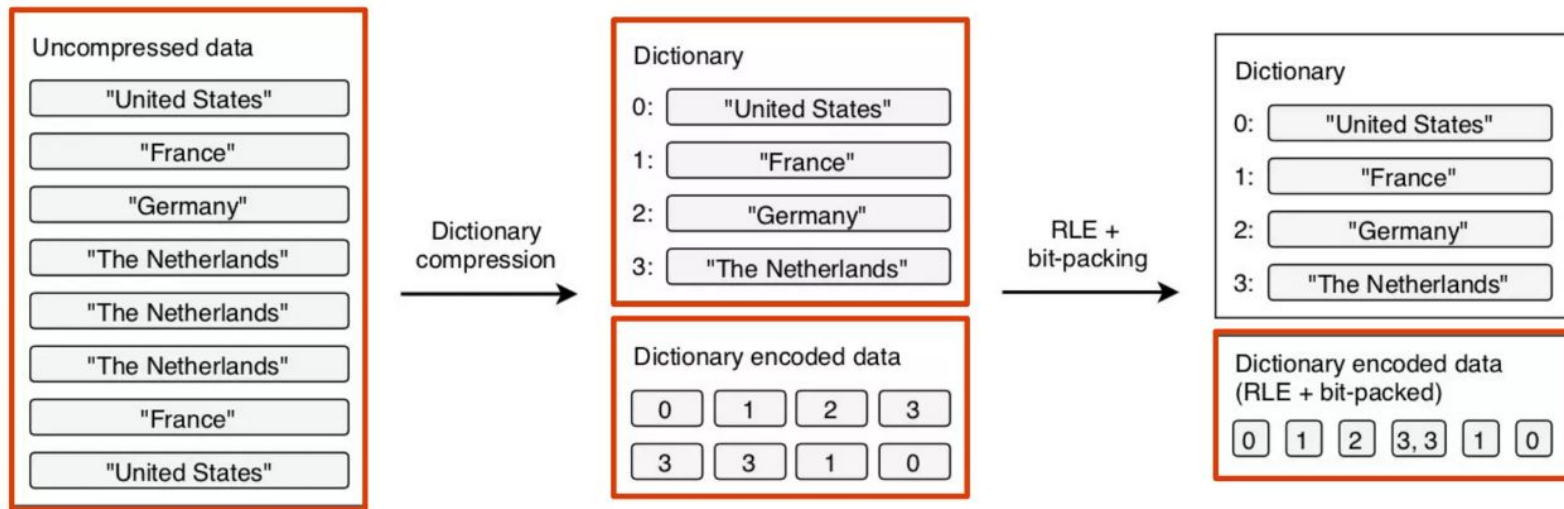 Uncompressed data
"United States"
"France"
"Germany"
"The Netherlands"
"The Netherlands"
"The Netherlands"
"France"
"United States"
Dictionary
compression
Dictionary
0: "United States"
1: "France"
2: "Germany"
3: "The Netherlands"
Dictionary encoded data
0 1 2 3
3 3 1 0
RLE +
bit-packing
Dictionary
0: "United States"
1: "France"
2: "Germany"
3: "The Netherlands"
Dictionary encoded data
(RLE + bit-packed)
0 1 2 3, 3 1 0